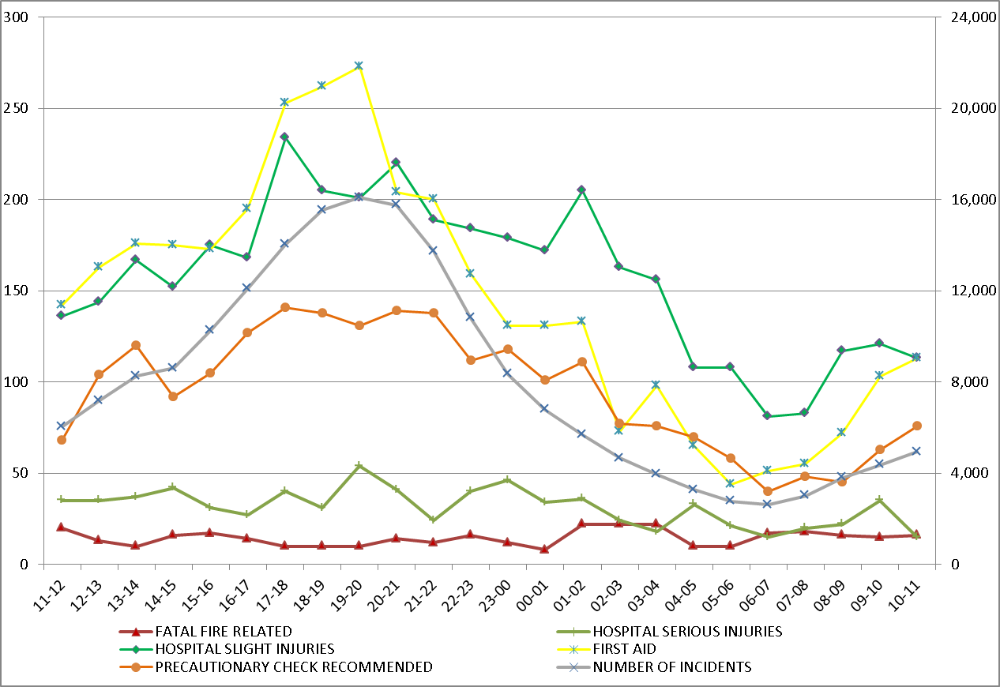 300
250
200
150
100
50
0
24,000
20,000
16,000
12,000
8,000
4,000
0
11-12 12-13 13-14 14-15 15-16 16-17 17-18 18-19 19-20 20-21 21-22 22-23 23-00 00-01 01-02 02-03 03-04 04-05 05-06 06-07 07-08 08-09 09-10 10-11
FATAL FIRE RELATED
HOSPITAL SERIOUS INJURIES
HOSPITAL SLIGHT INJURIES
FIRST AID
PRECAUTIONARY CHECK RECOMMENDED
NUMBER OF INCIDENTS